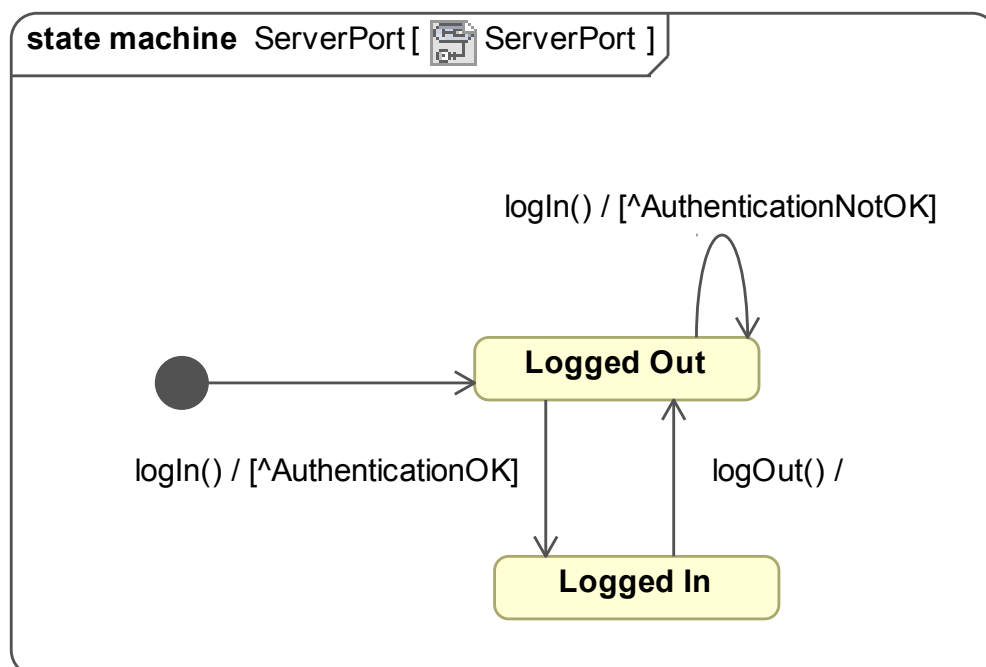 state machine ServerPort [ ServerPort ]
logIn() / [^AuthenticationNotOK]
Logged Out
logIn() / [^AuthenticationOK]
logOut() /
Logged In